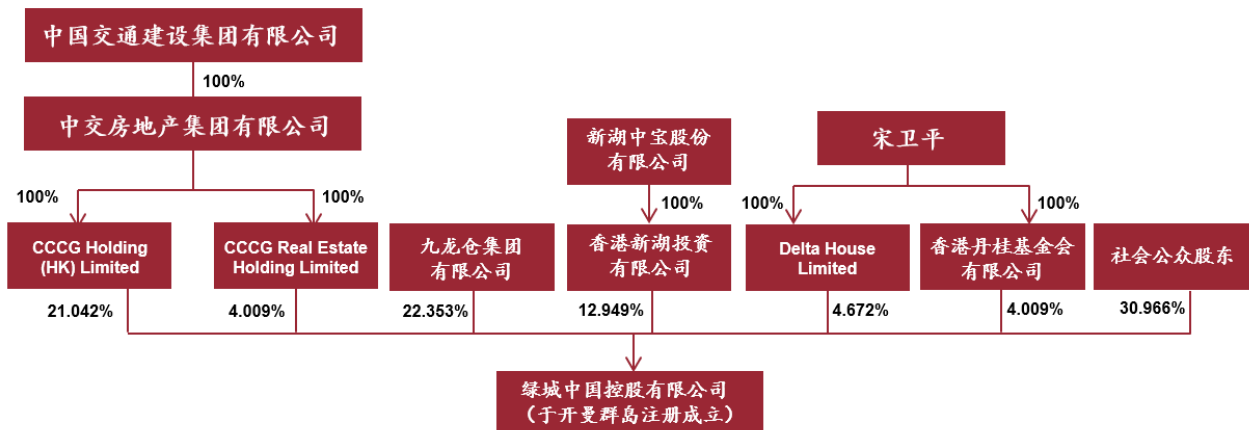 中国交通建设集团有限公司
100%
中交房地产集团有限公司
新湖中宝股份
有限公司
宋卫平
100%
100%
100%
100%
100%
CCCG Holding
(HK) Limited
CCCG Real Estate
Holding Limited
九龙仓集团
有限公司
香港新湖投资
有限公司
Delta House
Limited
香港丹桂基金会
有限公司
社会公众股东
21.042%
4.009%
22.353%
12.949%
4.672%
4.009%
30.966%
绿城中国控股有限公司
（于开曼群岛注册成立）